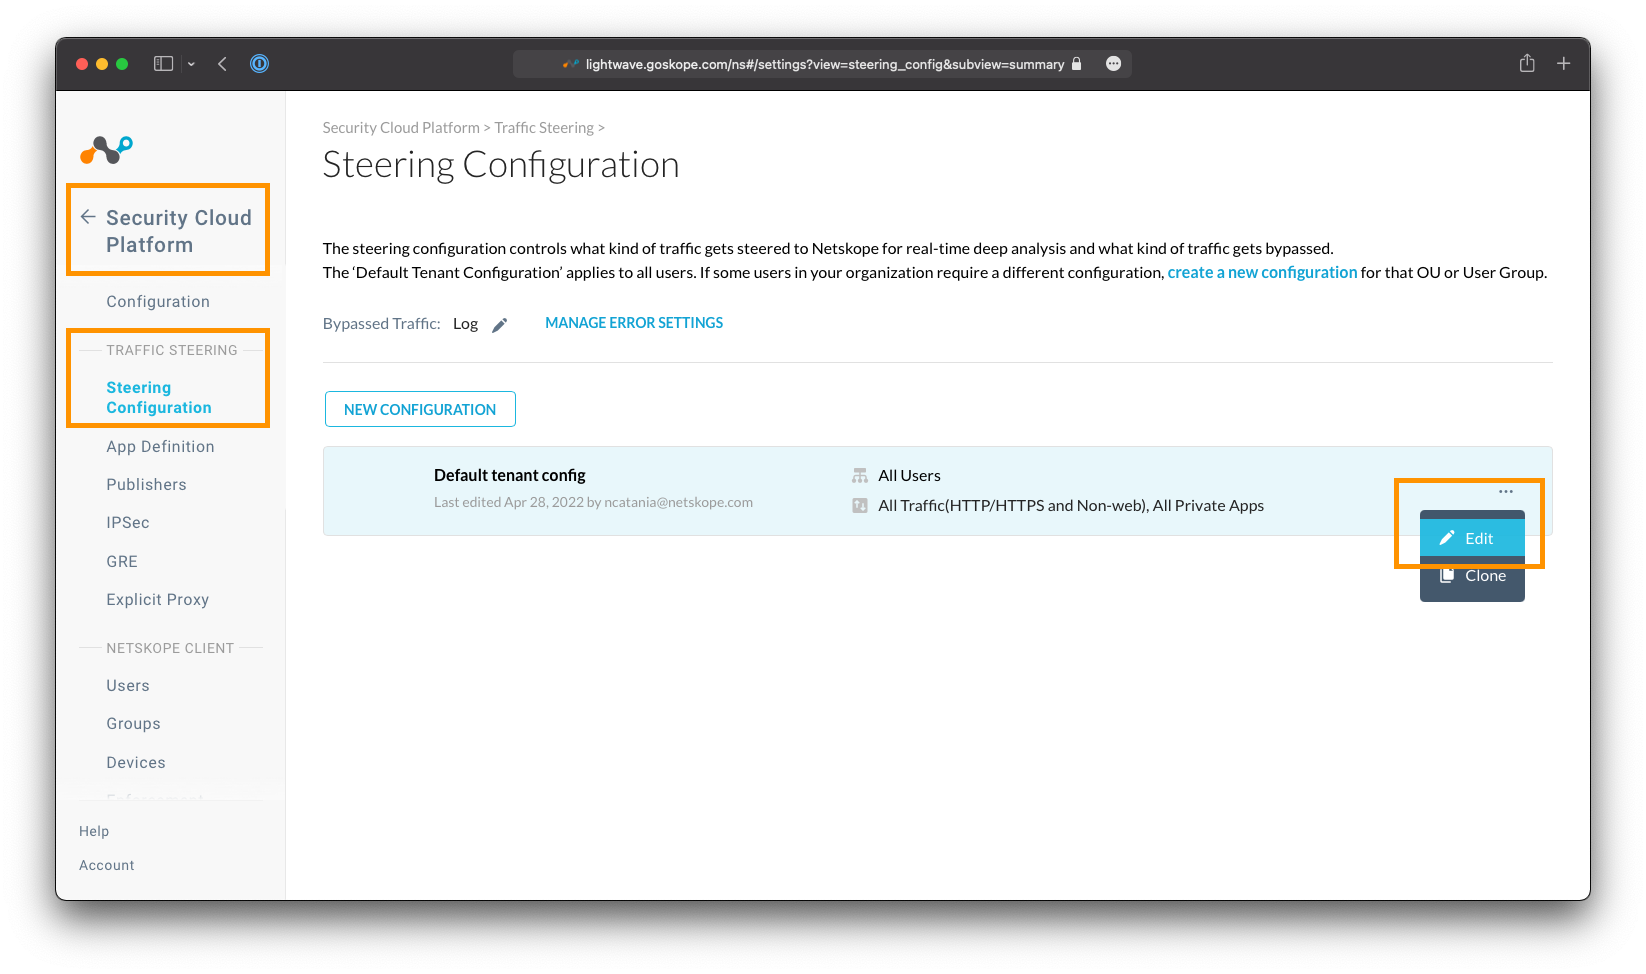 lightwave.goskope.com/ns#/settings?view=steering_config&subview=summary
Security Cloud
Platform
Configuration
TRAFFIC STEERING
Steering
Configuration
App Definition
Publishers
IPSec
GRE
Explicit Proxy
NETSKOPE CLIENT
Users
Groups
Devices
Help
Account
Security Cloud Platform > Traffic Steering >
Steering Configuration
The steering configuration controls what kind of traffic gets steered to Netskope for real-time deep analysis and what kind of traffic gets bypassed.
The ‘Default Tenant Configuration’ applies to all users. If some users in your organization require a different configuration, create a new configuration for that OU or User Group.
Bypassed Traffic: Log MANAGE ERROR SETTINGS
NEW CONFIGURATION
Default tenant config
Last edited Apr 28, 2022 by ncatania@netskope.com
All Users
All Traffic(HTTP/HTTPS and Non-web), All Private Apps
...
Edit
Clone